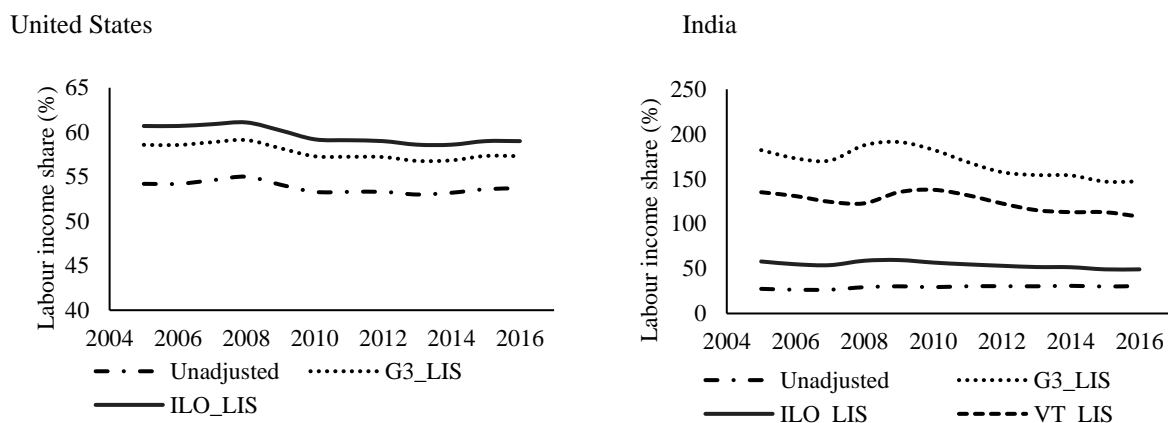 United States
Labour income share (%)
65
60
55
50
45
40
2004 2006 2008 2010 2012 2014 2016
Unadjusted G3_LIS
ILO_LIS
India
Labour income share (%)
250
200
150
100
50
0
2004 2006 2008 2010 2012 2014 2016
Unadjusted G3_LIS
ILO_LIS VT_LIS